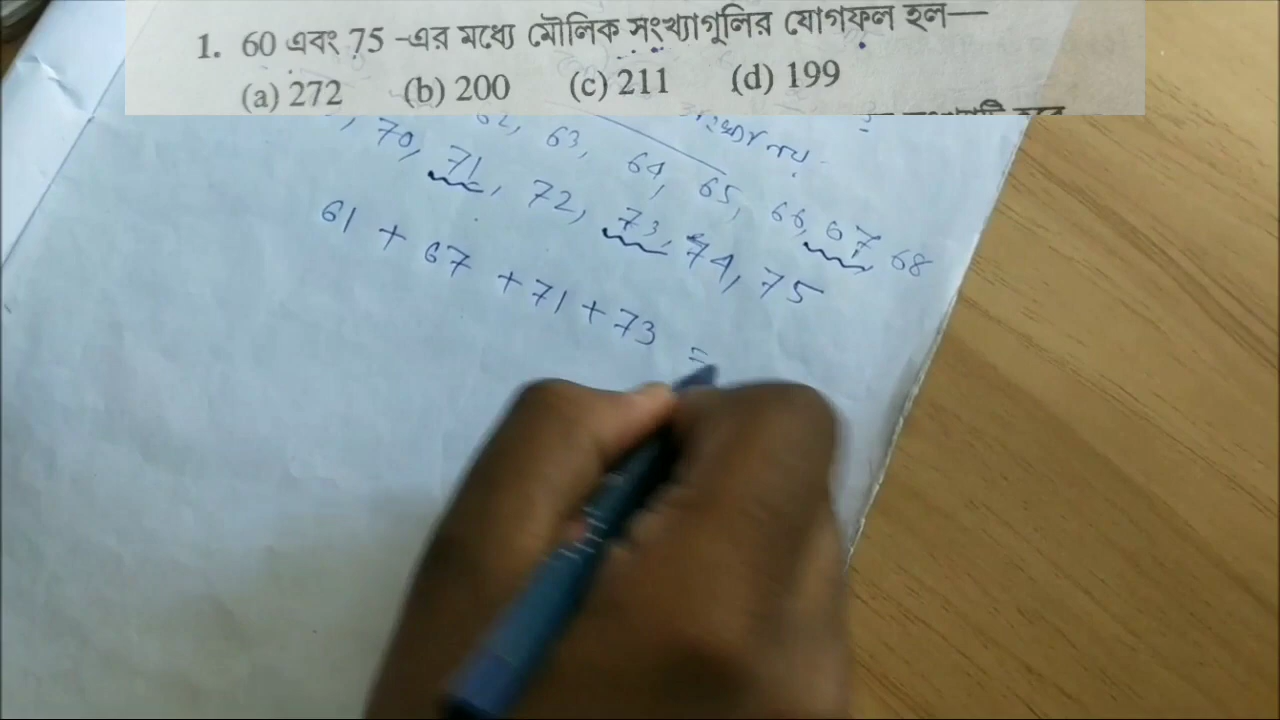 1. 60 এবং 75 -এর মধ্যে মৌলিক সংখ্যাগুলির যোগফল হল—
(a) 272 (b) 200 (c) 211 (d) 199
62, 63, 64, 65, 66, 67, 68
70, 71, 72, 73, 74, 75
61 + 67 + 71 + 73 =